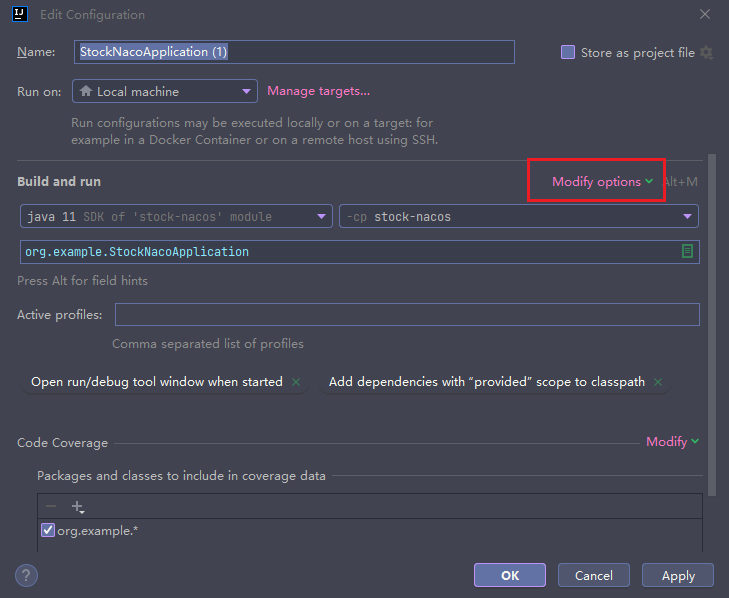 IJ Edit Configuration
Name: StockNacoApplication (1) Store as project file
Run on: Local machine Manage targets...
Run configurations may be executed locally or on a target: for
example in a Docker Container or on a remote host using SSH.
Build and run Modify options Alt+M
java 11 SDK of 'stock-nacos' module -cp stock-nacos
org.example.StockNacoApplication
Press Alt for field hints
Active profiles:
Comma separated list of profiles
Open run/debug tool window when started × Add dependencies with “provided” scope to classpath ×
Code Coverage Modify
Packages and classes to include in coverage data
org.example.*
? OK Cancel Apply